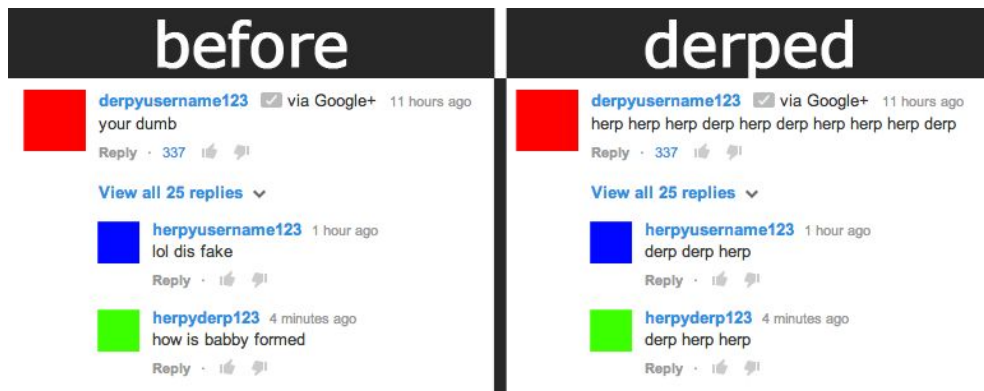 before
derpyusername123 via Google+ 11 hours ago
your dumb
Reply · 337
View all 25 replies
herpyusername123 1 hour ago
lol dis fake
Reply ·
herpyderp123 4 minutes ago
how is babby formed
Reply ·
derped
derpyusername123 via Google+ 11 hours ago
herp herp herp derp herp derp herp herp herp derp
Reply · 337
View all 25 replies
herpyusername123 1 hour ago
derp derp herp
Reply ·
herpyderp123 4 minutes ago
derp herp herp
Reply ·